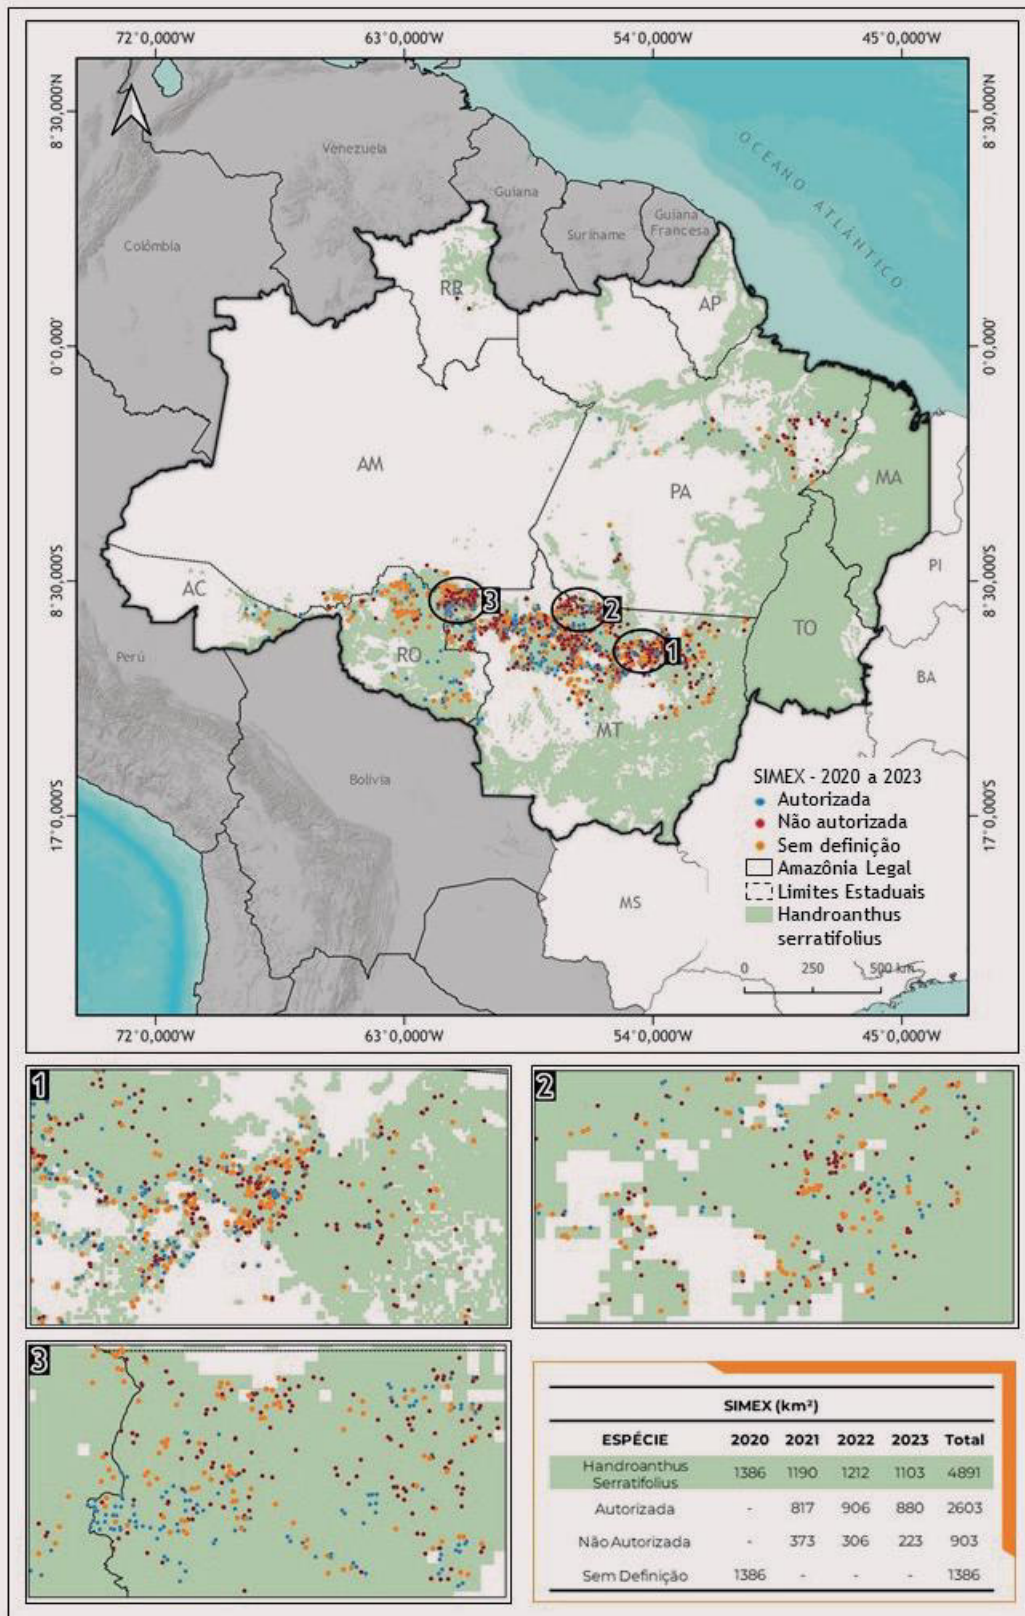 72°0,000'W 63°0,000'W 54°0,000'W 45°0,000'W
8°30,000'N
8°30,000'N
Venezuela
Guiana
Suriname
Guiana
Francesa
Colômbia
OCEANO ATLÂNTICO
RR
AP
0°0,000'
0°0,000'
AM
PA
MA
PI
8°30,000'S
8°30,000'S
AC
3
2
1
TO
RO
Perú
BA
MT
Bolívia
17°0,000'S
17°0,000'S
MS
SIMEX - 2020 a 2023
Autorizada
Não autorizada
Sem definição
Amazônia Legal
Limites Estaduais
Handroanthus
serratifolius
0 250 500 km
72°0,000'W 63°0,000'W 54°0,000'W 45°0,000'W
1
2
3
SIMEX (km²)
ESPÉCIE 2020 2021 2022 2023 Total
Handroanthus
Serratifolius 1386 1190 1212 1103 4891
Autorizada - 817 906 880 2603
Não Autorizada - 373 306 223 903
Sem Definição 1386 - - - 1386